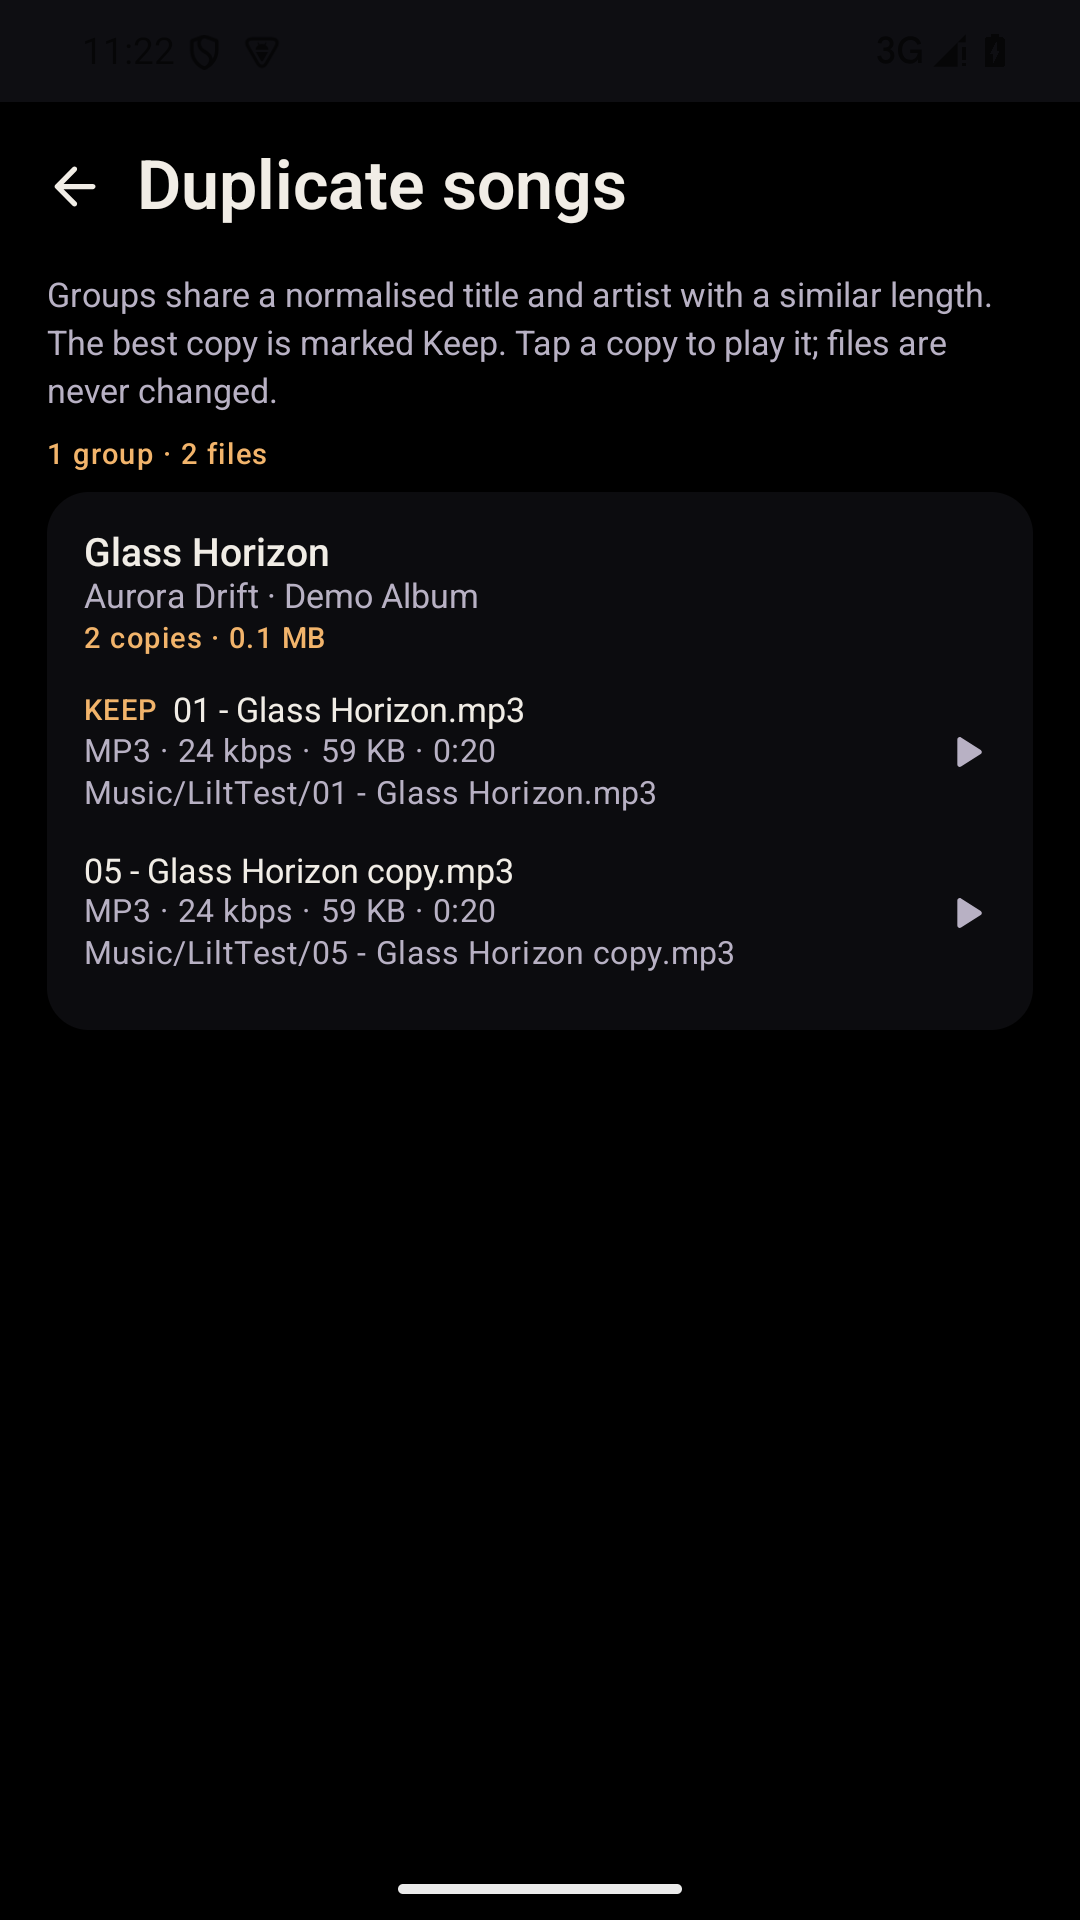 11:22
3G
Duplicate songs
Groups share a normalised title and artist with a similar length.
The best copy is marked Keep. Tap a copy to play it; files are
never changed.
1 group · 2 files
Glass Horizon
Aurora Drift · Demo Album
2 copies · 0.1 MB
KEEP 01 - Glass Horizon.mp3
MP3 · 24 kbps · 59 KB · 0:20
Music/LiltTest/01 - Glass Horizon.mp3
05 - Glass Horizon copy.mp3
MP3 · 24 kbps · 59 KB · 0:20
Music/LiltTest/05 - Glass Horizon copy.mp3